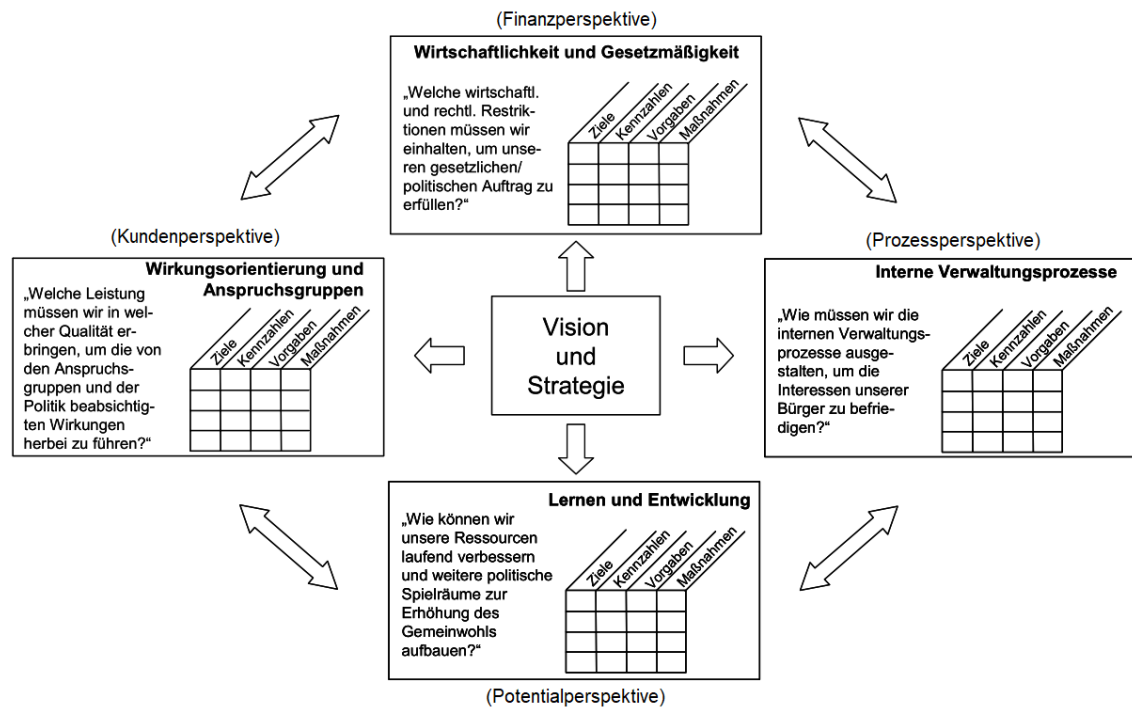 (Finanzperspektive)
Wirtschaftlichkeit und Gesetzmäßigkeit
„Welche wirtschaftl.
und rechtl. Restrik-
tionen müssen wir
einhalten, um unse-
ren gesetzlichen/
politischen Auftrag zu
erfüllen?“
Ziele
Kennzahlen
Vorgaben
Maßnahmen
(Kundenperspektive)
Wirkungsorientierung und
Anspruchsgruppen
„Welche Leistung
müssen wir in wel-
cher Qualität er-
bringen, um die von
den Anspruchs-
gruppen und der
Politik beabsichtig-
ten Wirkungen
herbei zu führen?“
Ziele
Kennzahlen
Vorgaben
Maßnahmen
Vision
und
Strategie
(Prozessperspektive)
Interne Verwaltungsprozesse
„Wie müssen wir die
internen Verwaltungs-
prozesse ausge-
stalten, um die
Interessen unserer
Bürger zu befrie-
digen?“
Ziele
Kennzahlen
Vorgaben
Maßnahmen
Lernen und Entwicklung
„Wie können wir
unsere Ressourcen
laufend verbessern
und weitere politische
Spielräume zur
Erhöhung des
Gemeinwohls
aufbauen?“
Ziele
Kennzahlen
Vorgaben
Maßnahmen
(Potentialperspektive)